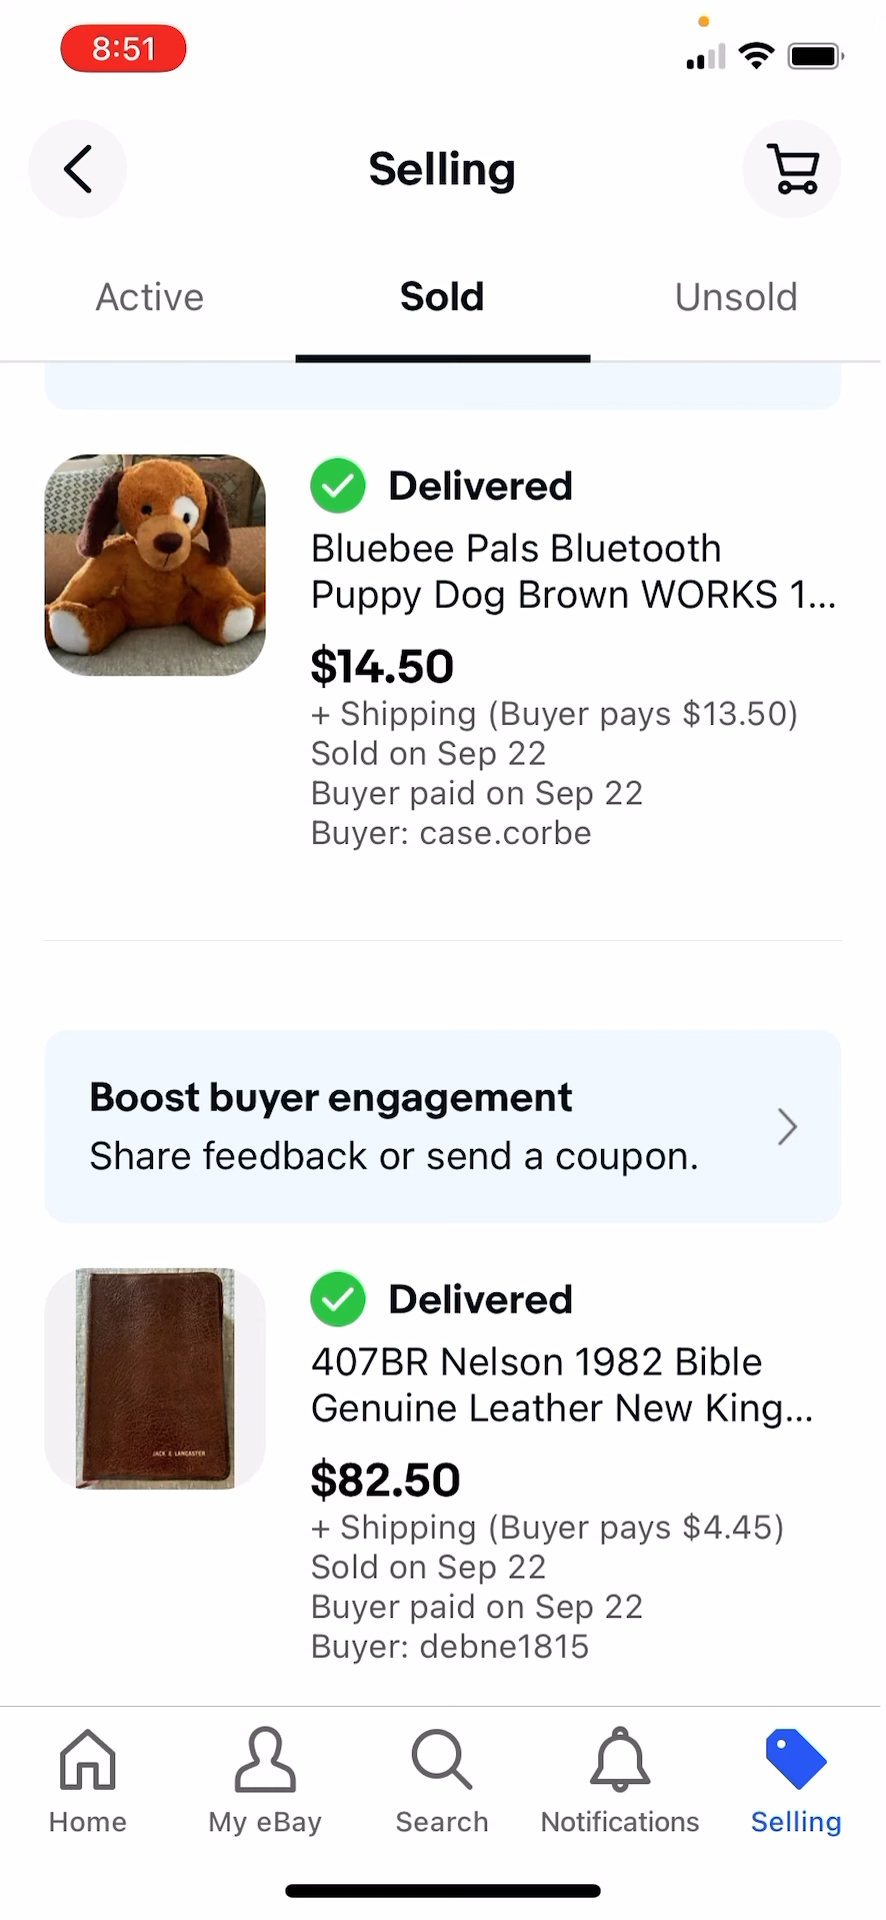 8:51
Selling
Active
Sold
Unsold
Delivered
Bluebee Pals Bluetooth
Puppy Dog Brown WORKS 1...
$14.50
+ Shipping (Buyer pays $13.50)
Sold on Sep 22
Buyer paid on Sep 22
Buyer: case.corbe
Boost buyer engagement
Share feedback or send a coupon.
Delivered
407BR Nelson 1982 Bible
Genuine Leather New King...
JACK E LANCASTER
$82.50
+ Shipping (Buyer pays $4.45)
Sold on Sep 22
Buyer paid on Sep 22
Buyer: debne1815
Home
My eBay
Search
Notifications
Selling